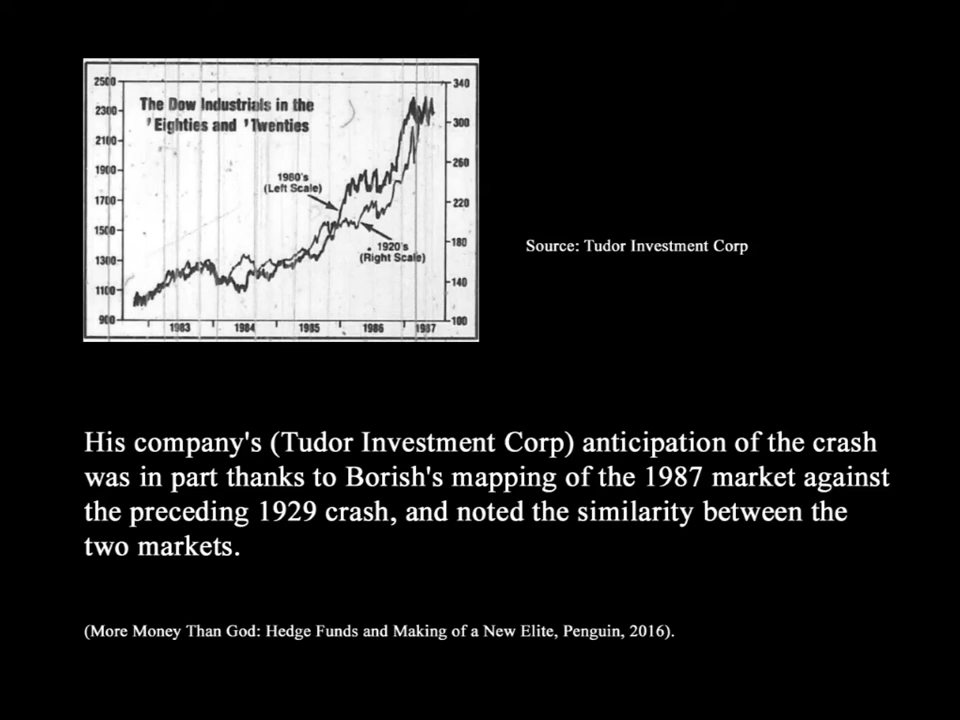 2500
2300
2100
1900
1700
1500
1300
1100
900
The Dow Industrials in the
'Eighties and 'Twenties
1980's
(Left Scale)
1920's
(Right Scale)
340
300
260
220
180
140
100
1983 1984 1985 1986 1987
Source: Tudor Investment Corp
His company's (Tudor Investment Corp) anticipation of the crash
was in part thanks to Borish's mapping of the 1987 market against
the preceding 1929 crash, and noted the similarity between the
two markets.
(More Money Than God: Hedge Funds and Making of a New Elite, Penguin, 2016).